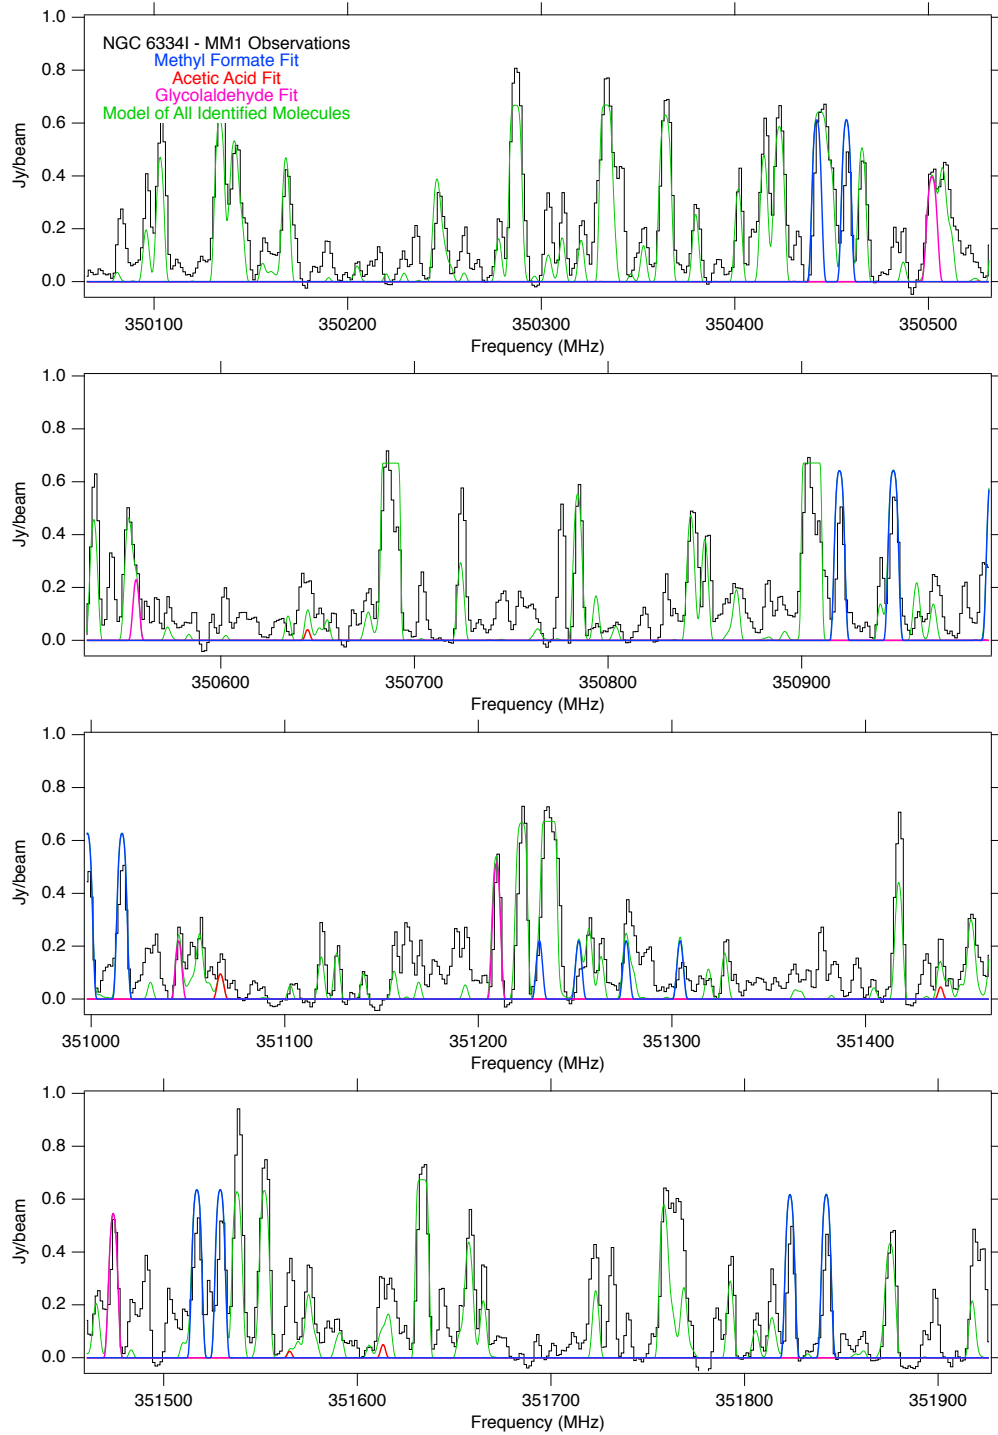 1.0
0.8
0.6
0.4
0.2
0.0
Jy/beam
NGC 6334I - MM1 Observations
Methyl Formate Fit
Acetic Acid Fit
Glycolaldehyde Fit
Model of All Identified Molecules
350100 350200 350300 350400 350500
Frequency (MHz)
1.0
0.8
0.6
0.4
0.2
0.0
Jy/beam
350600 350700 350800 350900
Frequency (MHz)
1.0
0.8
0.6
0.4
0.2
0.0
Jy/beam
351000 351100 351200 351300 351400
Frequency (MHz)
1.0
0.8
0.6
0.4
0.2
0.0
Jy/beam
351500 351600 351700 351800 351900
Frequency (MHz)